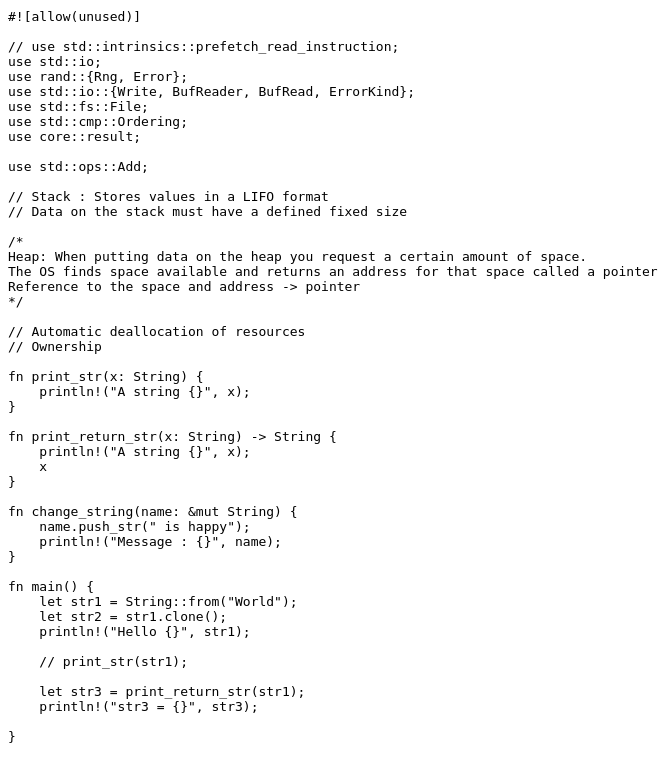 #![allow(unused)]

// use std::intrinsics::prefetch_read_instruction;
use std::io;
use rand::{Rng, Error};
use std::io::{Write, BufReader, BufRead, ErrorKind};
use std::fs::File;
use std::cmp::Ordering;
use core::result;

use std::ops::Add;

// Stack : Stores values in a LIFO format
// Data on the stack must have a defined fixed size

/*
Heap: When putting data on the heap you request a certain amount of space.
The OS finds space available and returns an address for that space called a pointer
Reference to the space and address -> pointer
*/

// Automatic deallocation of resources
// Ownership

fn print_str(x: String) {
    println!("A string {}", x);
}

fn print_return_str(x: String) -> String {
    println!("A string {}", x);
    x
}

fn change_string(name: &mut String) {
    name.push_str(" is happy");
    println!("Message : {}", name);
}

fn main() {
    let str1 = String::from("World");
    let str2 = str1.clone();
    println!("Hello {}", str1);

    // print_str(str1);

    let str3 = print_return_str(str1);
    println!("str3 = {}", str3);

}